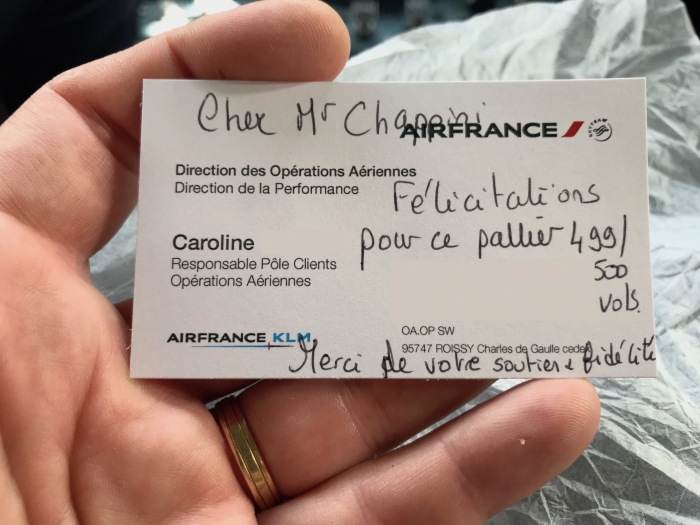 Cher Mr Chappini
AIRFRANCE
Direction des Opérations Aériennes
Direction de la Performance
Félicitations
pour ce pallier 499/
500
vols.
Caroline
Responsable Pôle Clients
Opérations Aériennes
AIRFRANCE KLM
OA.OP SW
95747 ROISSY Charles de Gaulle cedex
Merci de votre soutien & fidélité